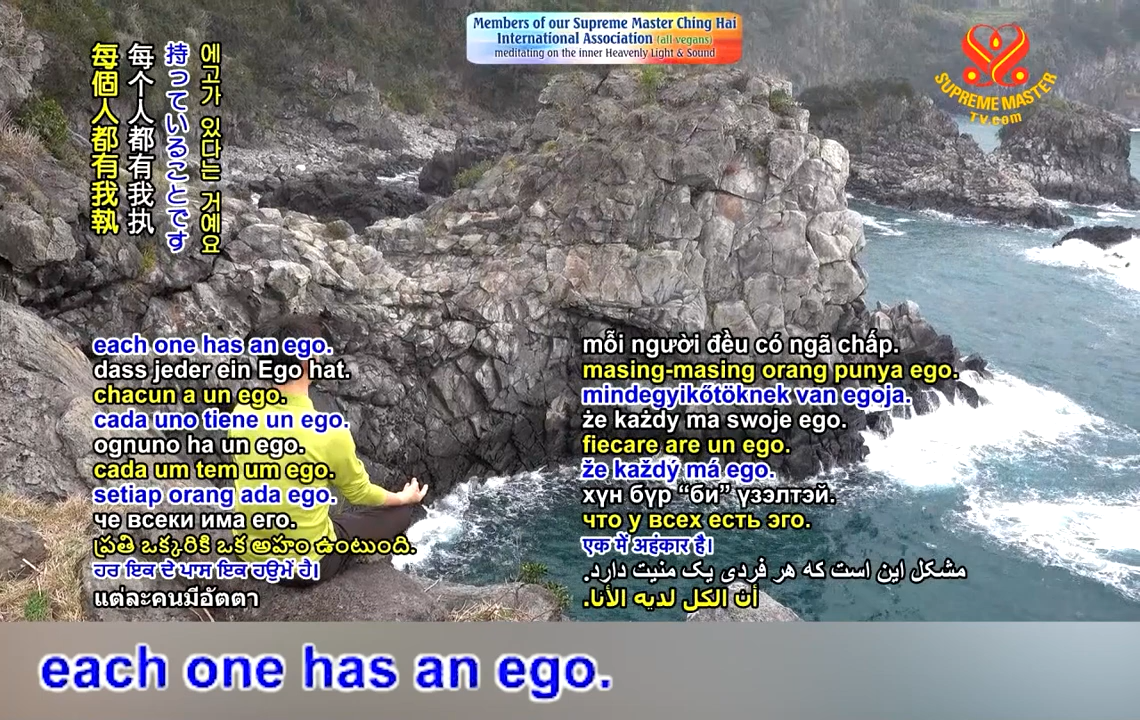 Members of our Supreme Master Ching Hai
International Association (all vegans)
meditating on the inner Heavenly Light & Sound
SUPREME MASTER
TV.com
에고가 있다는 거예요
持っていることです
每个人都有我执
每個人都有我執
each one has an ego.
dass jeder ein Ego hat.
chacun a un ego.
cada uno tiene un ego.
ognuno ha un ego.
cada um tem um ego.
setiap orang ada ego.
че всеки има его.
ప్రతి ఒక్కరికి ఒక అహం ఉంటుంది.
ਹਰ ਇਕ ਦੇ ਪਾਸ ਇਕ ਹਉਮੈਂ ਹੈ।
แต่ละคนมีอัตตา
mỗi người đều có ngã chấp.
masing-masing orang punya ego.
mindegyikőtöknek van egoja.
że każdy ma swoje ego.
fiecare are un ego.
že každý má ego.
хүн бүр “би” үзэлтэй.
что у всех есть эго.
एक में अहंकार है।
مشکل این است که هر فردی یک منیت دارد.
أن الكل لديه الأنا.
each one has an ego.